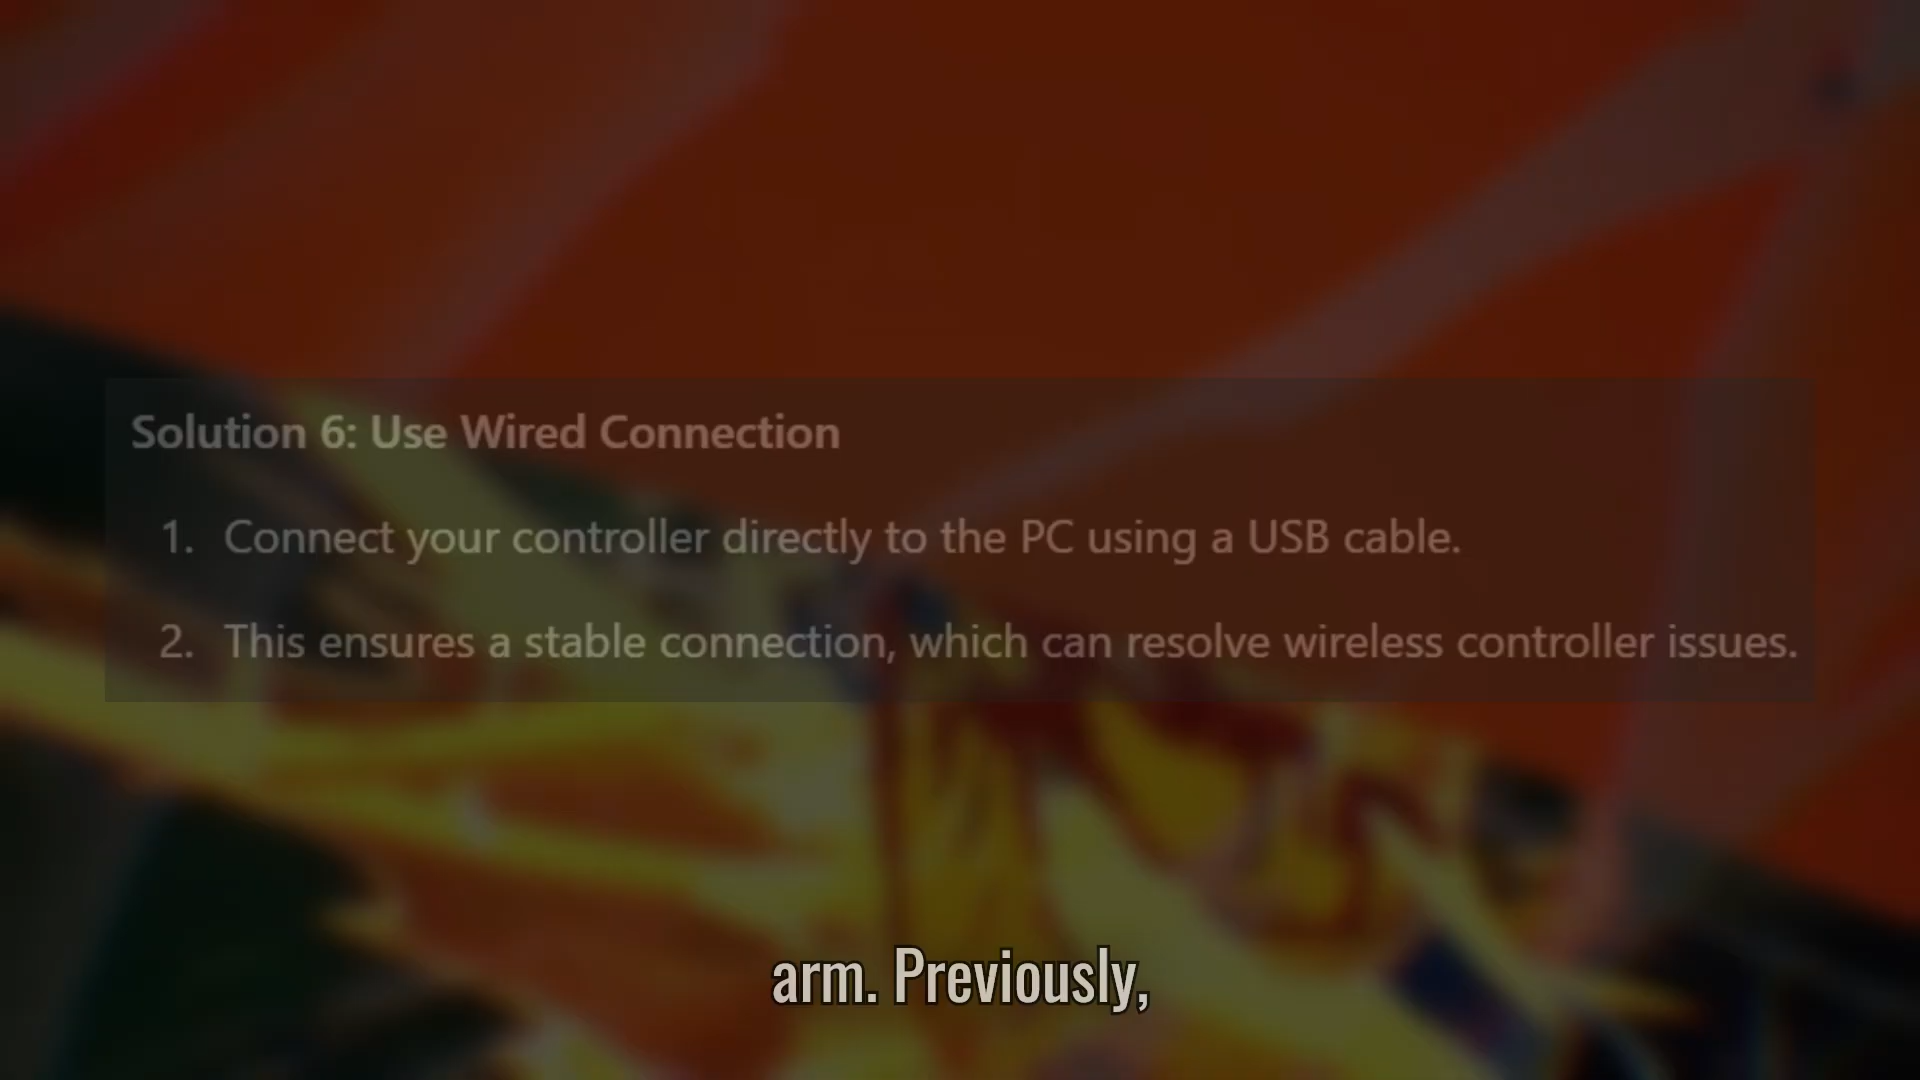 Solution 6: Use Wired Connection
1. Connect your controller directly to the PC using a USB cable.
2. This ensures a stable connection, which can resolve wireless controller issues.
arm. Previously,